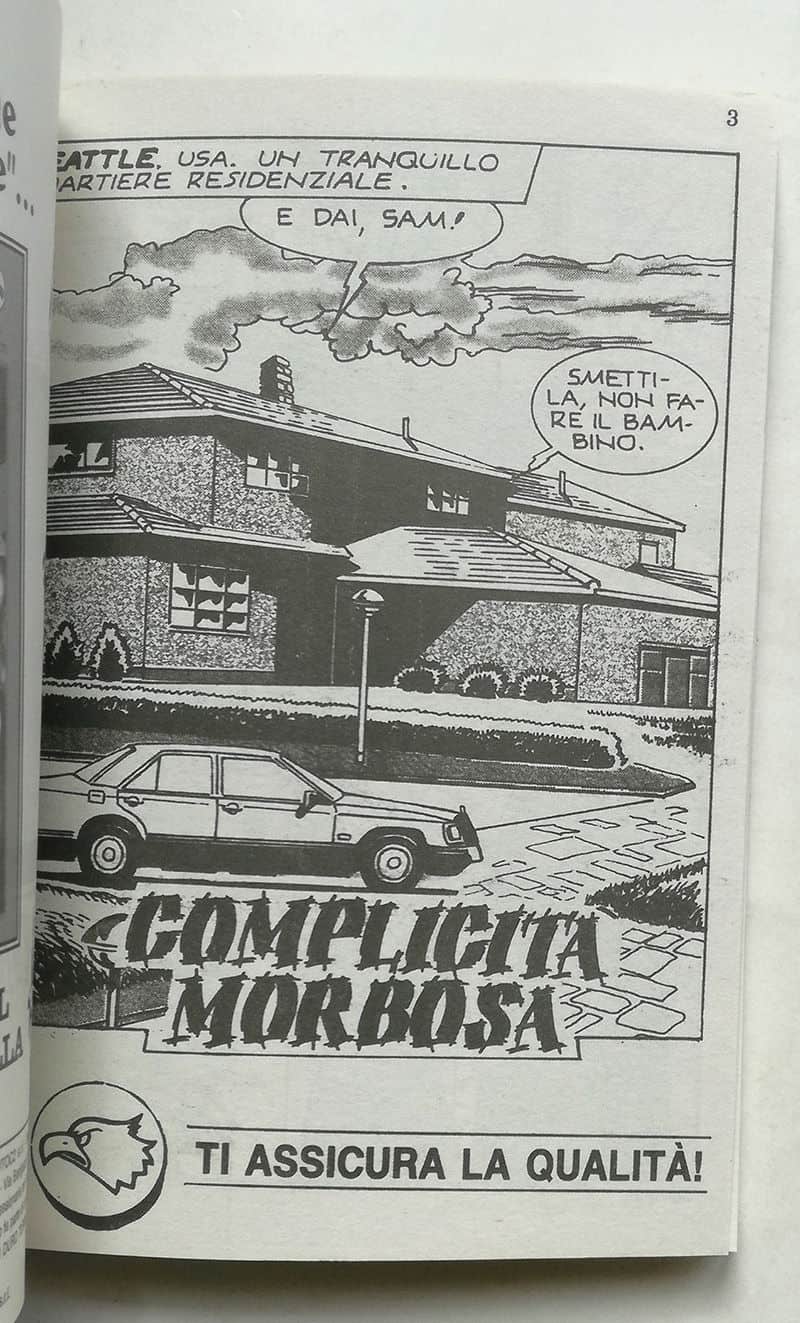 3
EATTLE, USA. UN TRANQUILLO
ARTIERE RESIDENZIALE.
E DAI, SAM!
SMETTI-
LA, NON FA-
RE IL BAM-
BINO.
COMPLICITA
MORBOSA
TI ASSICURA LA QUALITÀ!